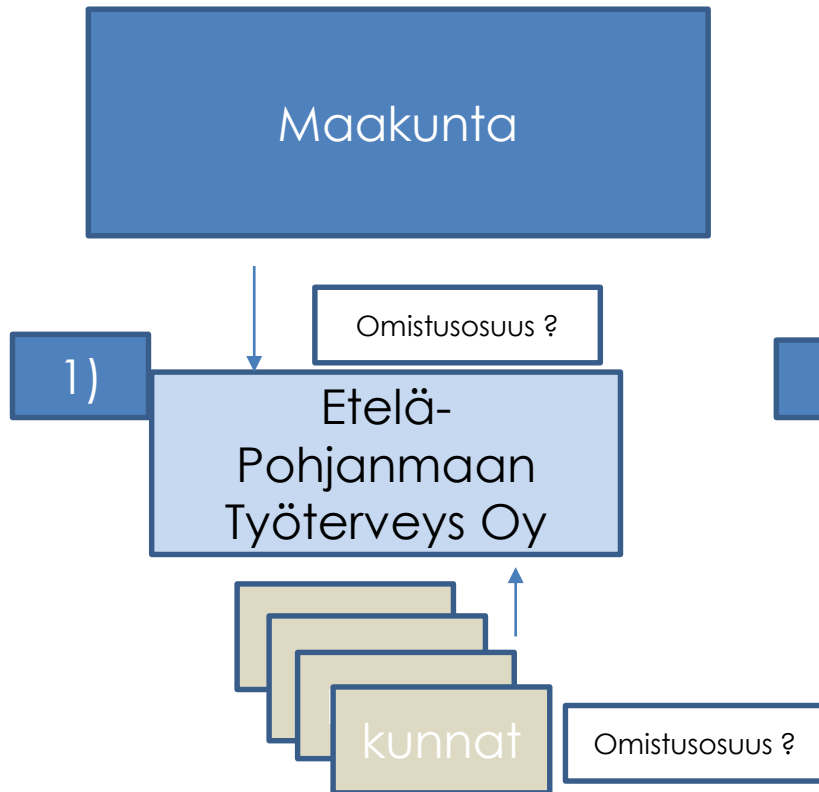 Maakunta
Omistusosuus ?
1)
Etelä-
Pohjanmaan
Työterveys Oy
kunnat
Omistusosuus ?